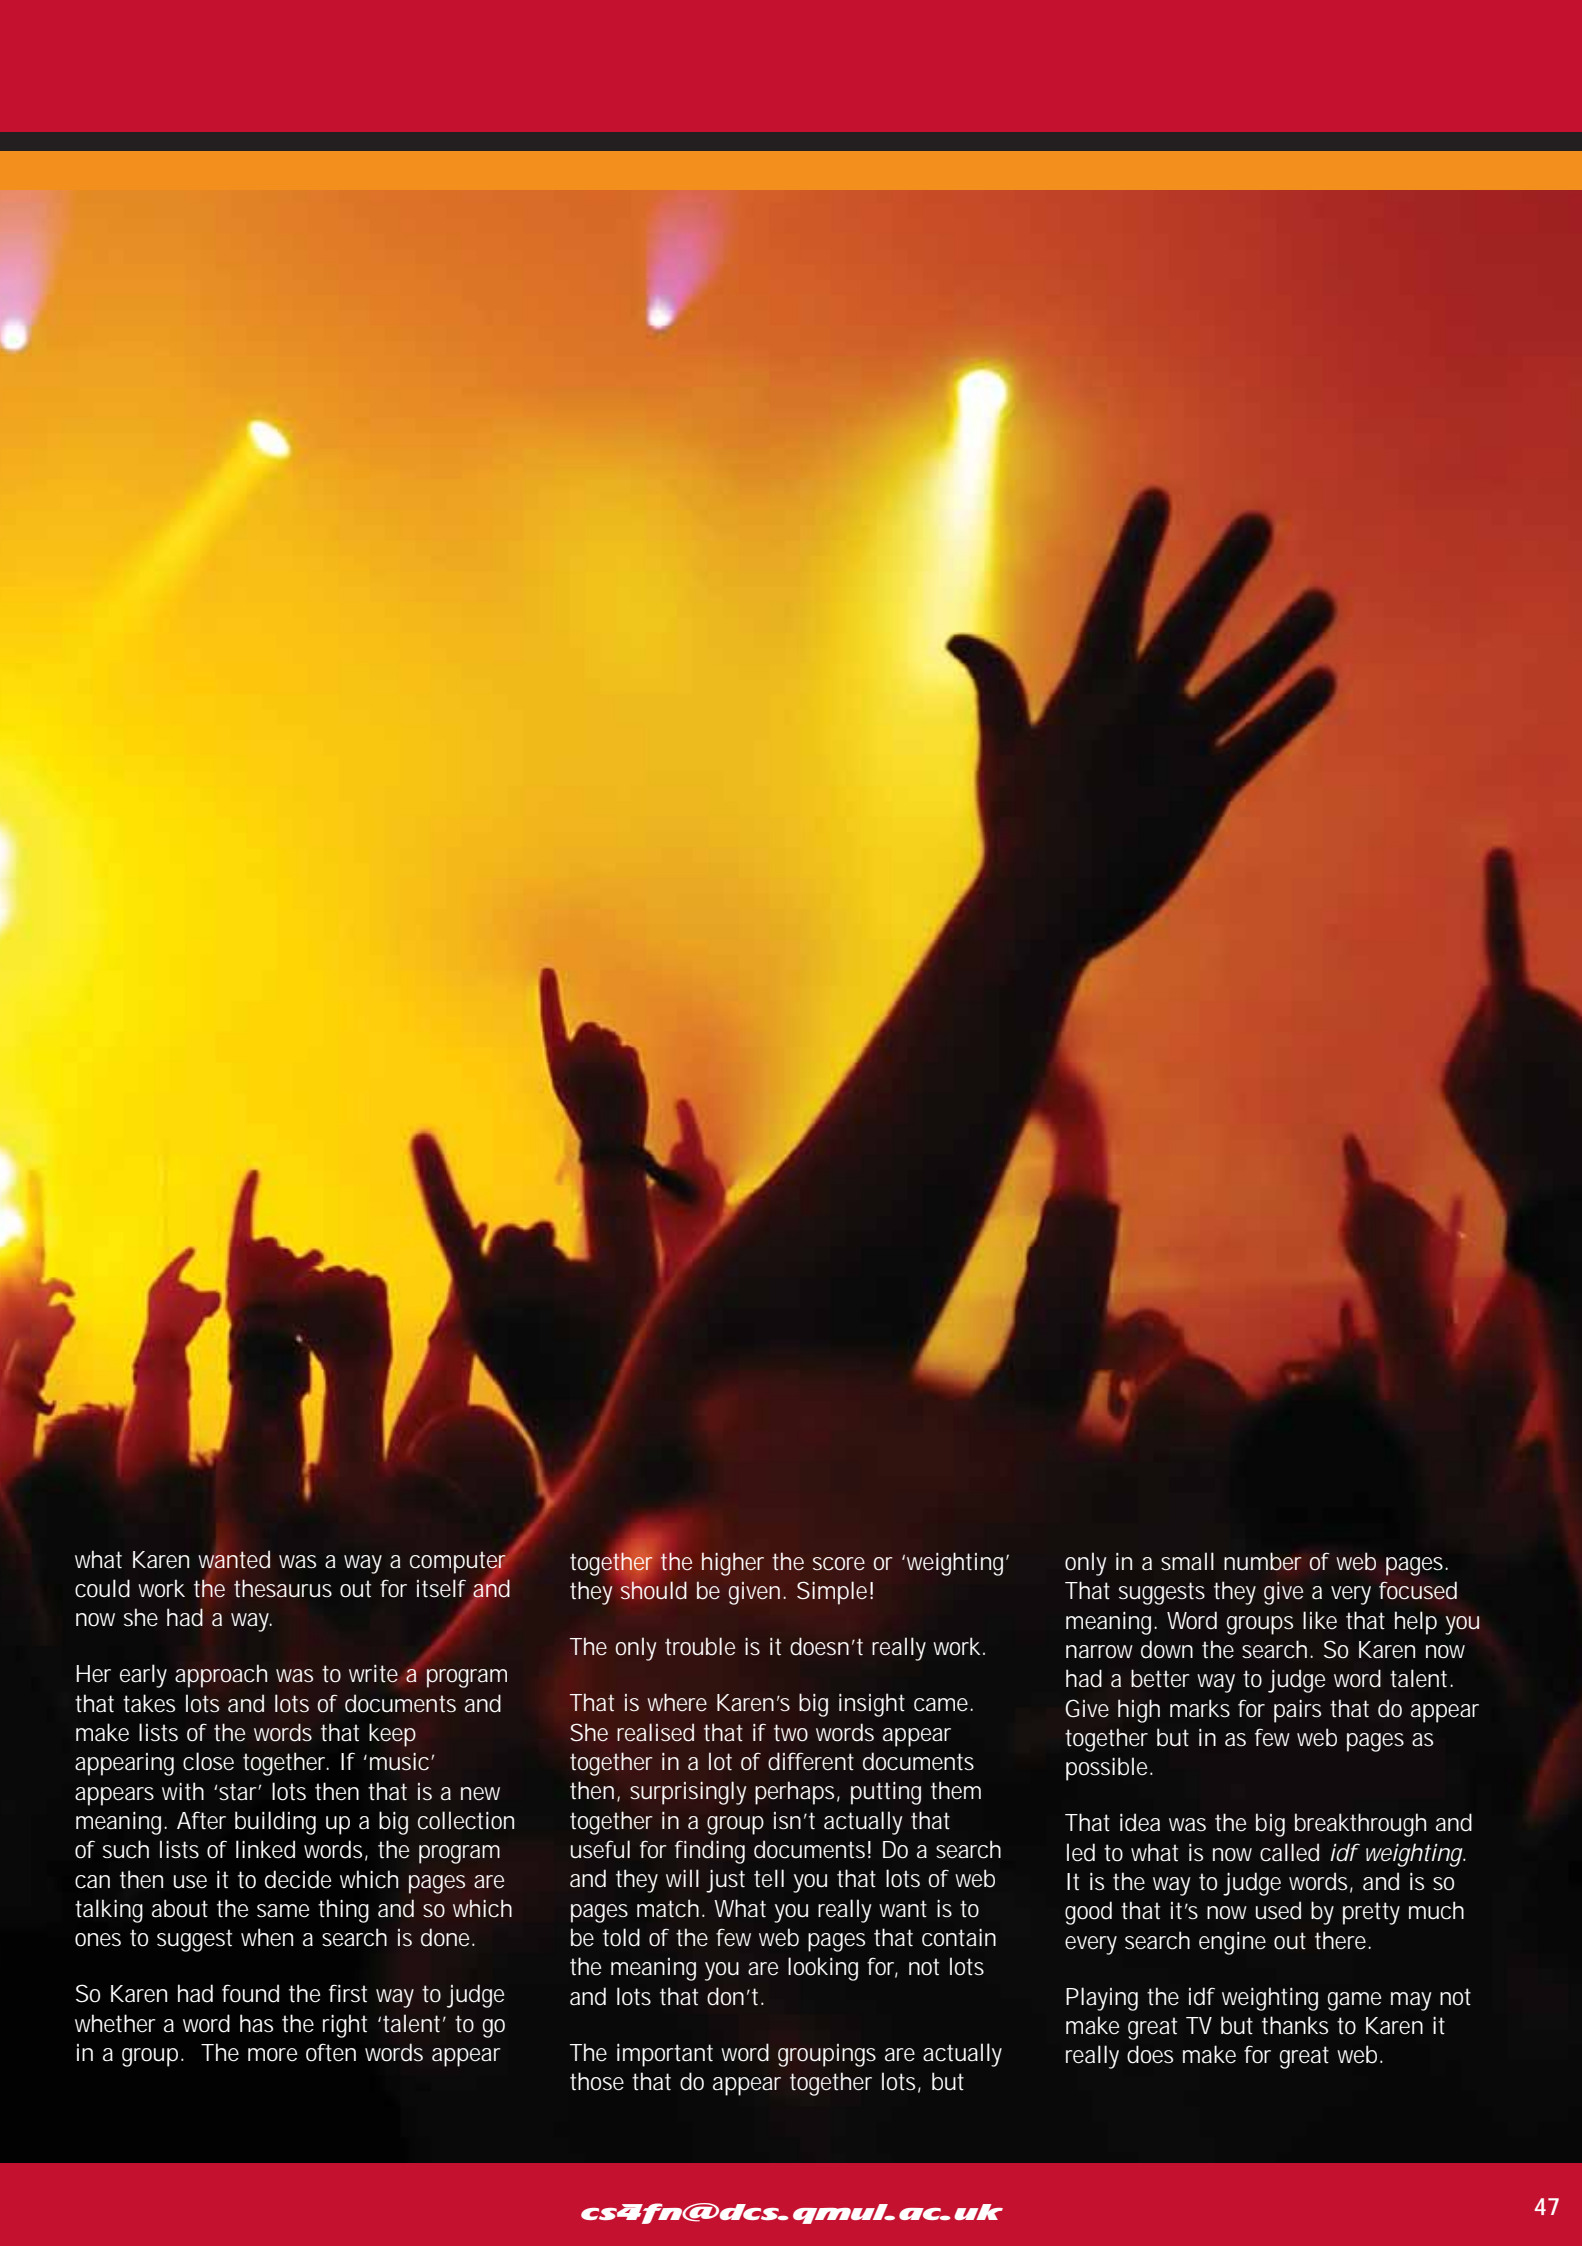 what Karen wanted was a way a computer
could work the thesaurus out for itself and
now she had a way.
Her early approach was to write a program
that takes lots and lots of documents and
make lists of the words that keep
appearing close together. If ‘music’
appears with ‘star’ lots then that is a new
meaning. After building up a big collection
of such lists of linked words, the program
can then use it to decide which pages are
talking about the same thing and so which
ones to suggest when a search is done.
So Karen had found the first way to judge
whether a word has the right ‘talent’ to go
in a group.  The more often words appear
together the higher the score or ‘weighting’
they should be given. Simple!
The only trouble is it doesn’t really work.
That is where Karen’s big insight came.
She realised that if two words appear
together in a lot of different documents
then, surprisingly perhaps, putting them
together in a group isn’t actually that
useful for finding documents! Do a search
and they will just tell you that lots of web
pages match. What you really want is to
be told of the few web pages that contain
the meaning you are looking for, not lots
and lots that don’t.
The important word groupings are actually
those that do appear together lots, but
only in a small number of web pages.
That suggests they give a very focused
meaning. Word groups like that help you
narrow down the search. So Karen now
had a better way to judge word talent.
Give high marks for pairs that do appear
together but in as few web pages as
possible.
That idea was the big breakthrough and
led to what is now called idf weighting.
It is the way to judge words, and is so
good that it’s now used by pretty much
every search engine out there.
Playing the idf weighting game may not
make great TV but thanks to Karen it
really does make for great web.
cs4fn@dcs.qmul.ac.uk
47